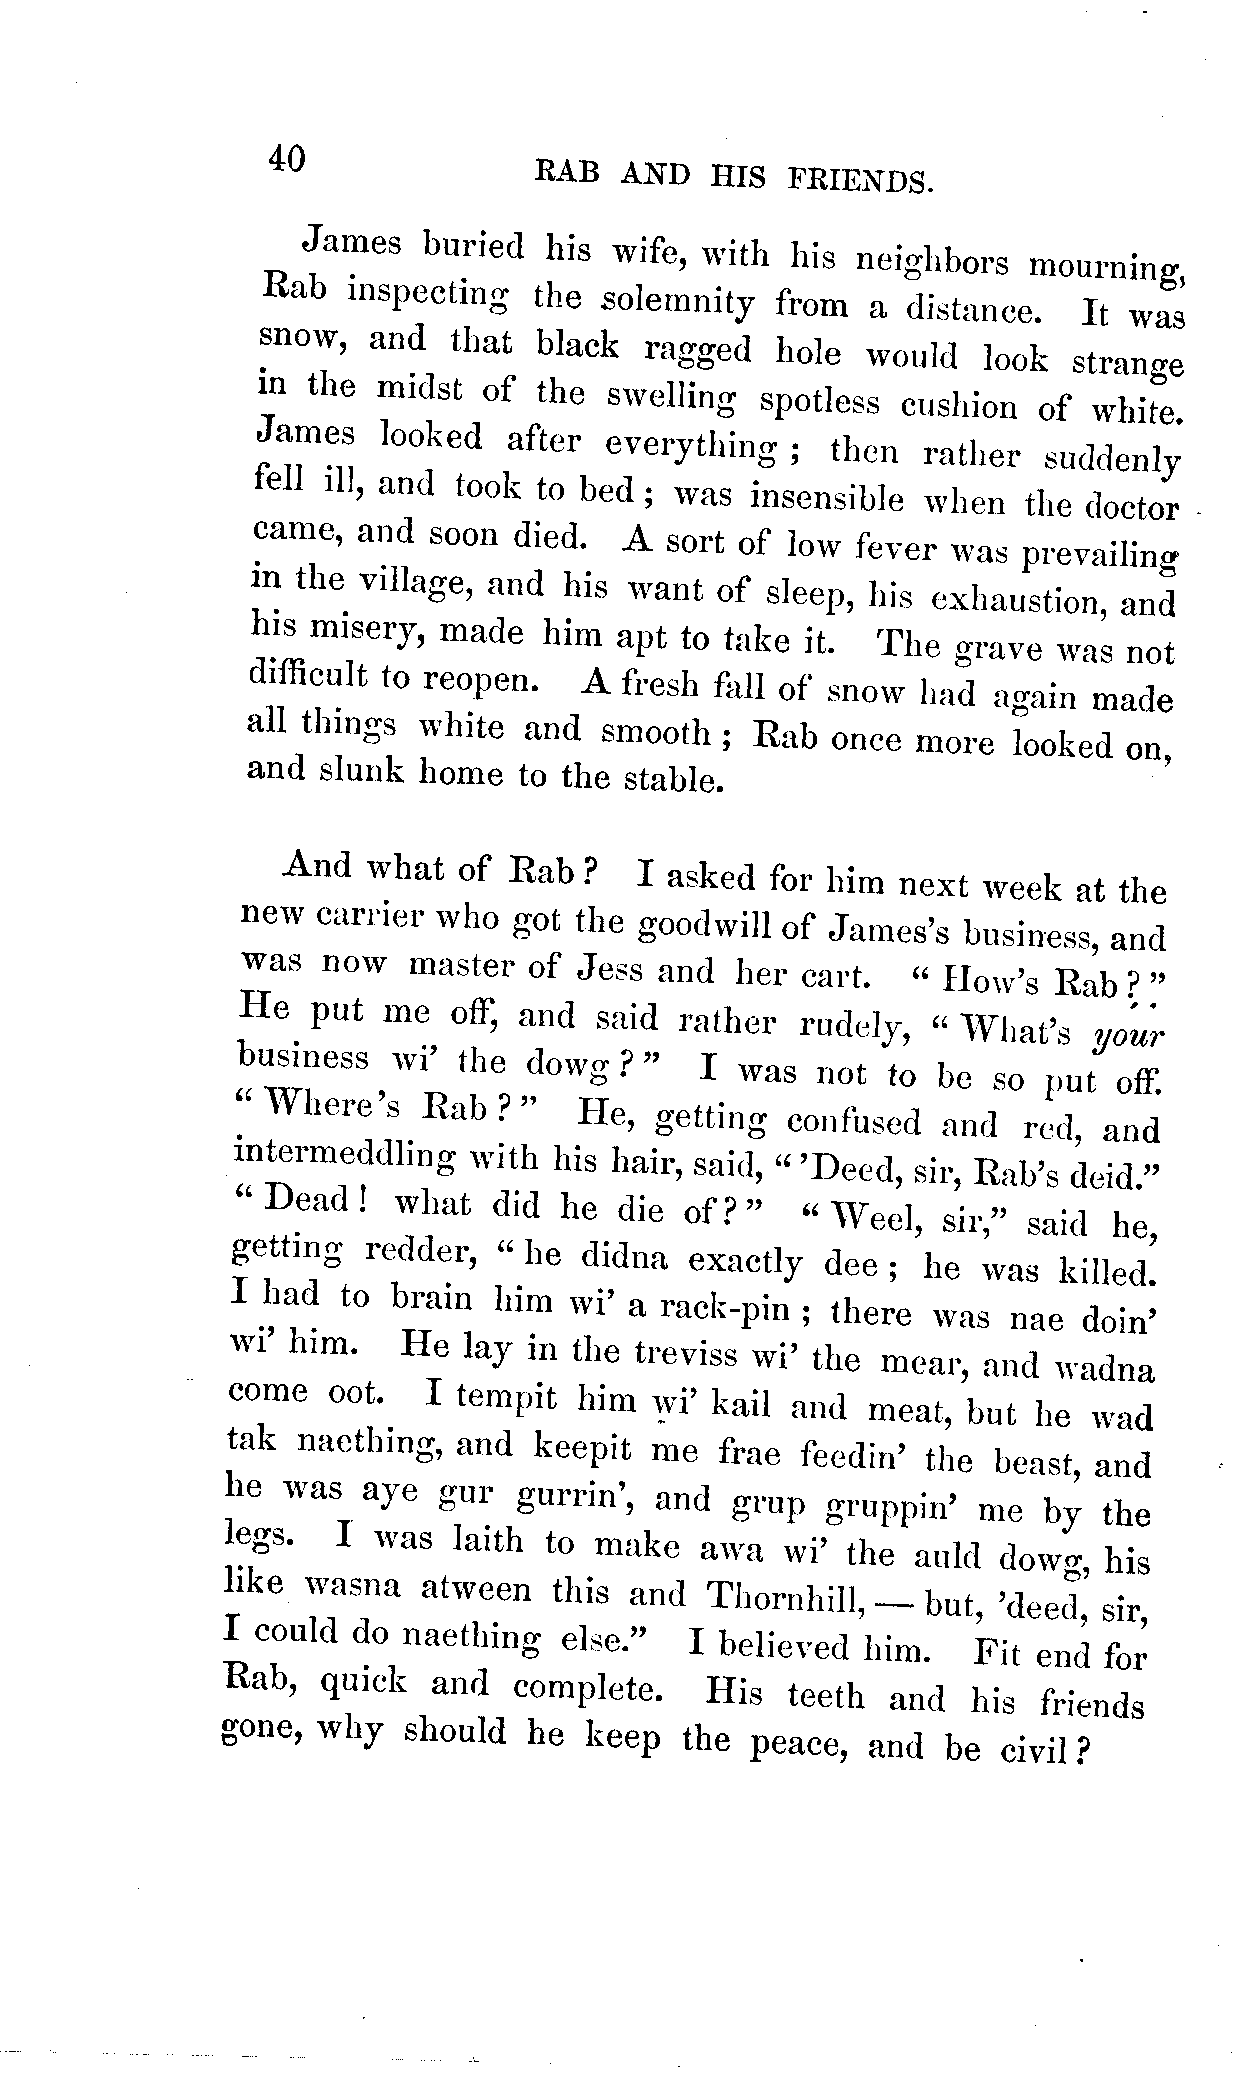 40
RAB AND HIS FRIENDS.
James buried his wife, with his neighbors mourning,
Rab inspecting the solemnity from a distance. It was
snow, and that black ragged hole would look strange
in the midst of the swelling spotless cushion of white.
James looked after everything ; then rather suddenly
fell ill, and took to bed ; was insensible when the doctor
came, and soon died. A sort of low fever was prevailing
in the village, and his want of sleep, his exhaustion, and
his misery, made him apt to take it. The grave was not
difficult to reopen. A fresh fall of snow had again made
all things white and smooth ; Rab once more looked on,
and slunk home to the stable.
And what of Rab ? I asked for him next week at the
new carrier who got the goodwill of James's business, and
was now master of Jess and her cart. “ How's Rab ? ”
He put me off, and said rather rudely, “ What's your
business wi' the dowg ? ” I was not to be so put off.
“ Where's Rab ? ” He, getting confused and red, and
intermeddling with his hair, said, “ 'Deed, sir, Rab's deid.”
“ Dead ! what did he die of ? ” “ Weel, sir,” said he,
getting redder, “ he didna exactly dee ; he was killed.
I had to brain him wi' a rack-pin ; there was nae doin'
wi' him. He lay in the treviss wi' the mear, and wadna
come oot. I tempit him wi' kail and meat, but he wad
tak naething, and keepit me frae feedin' the beast, and
he was aye gur gurrin', and grup gruppin' me by the
legs. I was laith to make awa wi' the auld dowg, his
like wasna atween this and Thornhill, — but, 'deed, sir,
I could do naething else.” I believed him. Fit end for
Rab, quick and complete. His teeth and his friends
gone, why should he keep the peace, and be civil ?